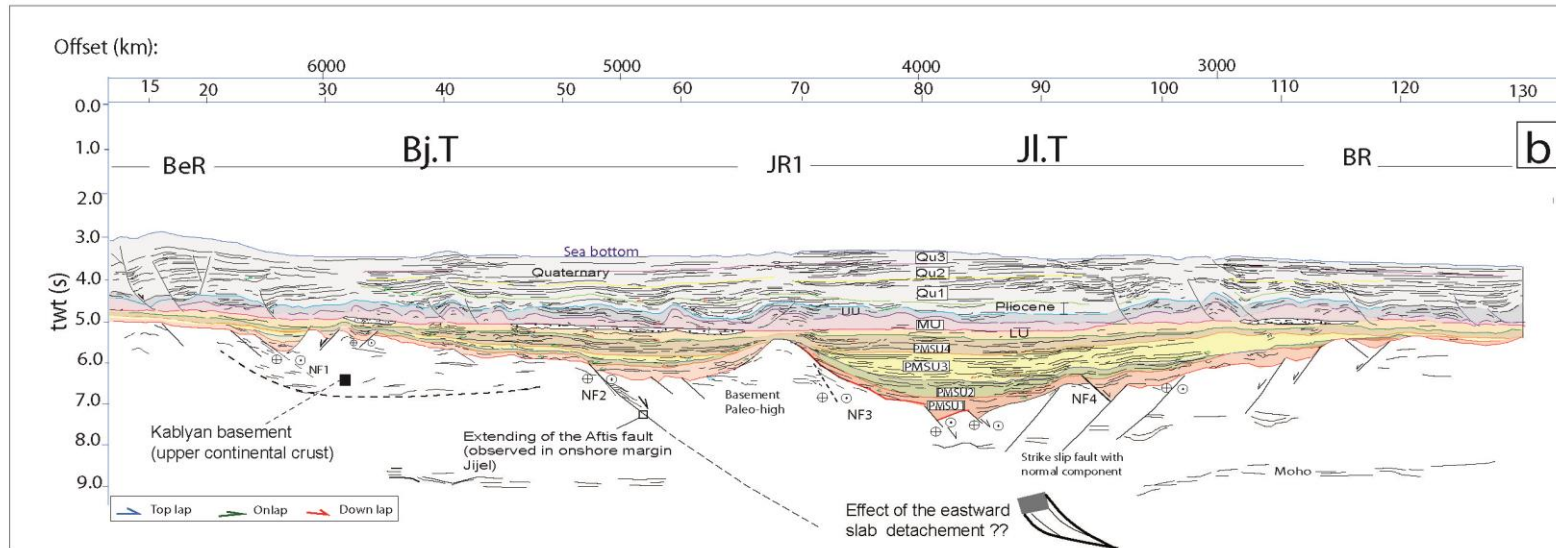 Offset (km):
6000 5000 4000 3000
15 20 30 40 50 60 70 80 90 100 110 120 130
0.0
1.0
2.0
3.0
4.0
5.0
6.0
7.0
8.0
9.0
twt (s)
BeR Bj.T JR1 Jl.T BR b
Sea bottom
Quaternary
Qu3
Qu2
Qu1
Pliocene
UU
MU
LU
PMSU4
PMSU3
PMSU2
PMSU1
NF1
NF2
NF3
NF4
Basement
Paleo-high
Kablyan basement
(upper continental crust)
Extending of the Aftis fault
(observed in onshore margin
Jijel)
Strike slip fault with
normal component
Moho
Top lap Onlap Down lap
Effect of the eastward
slab detachement ??